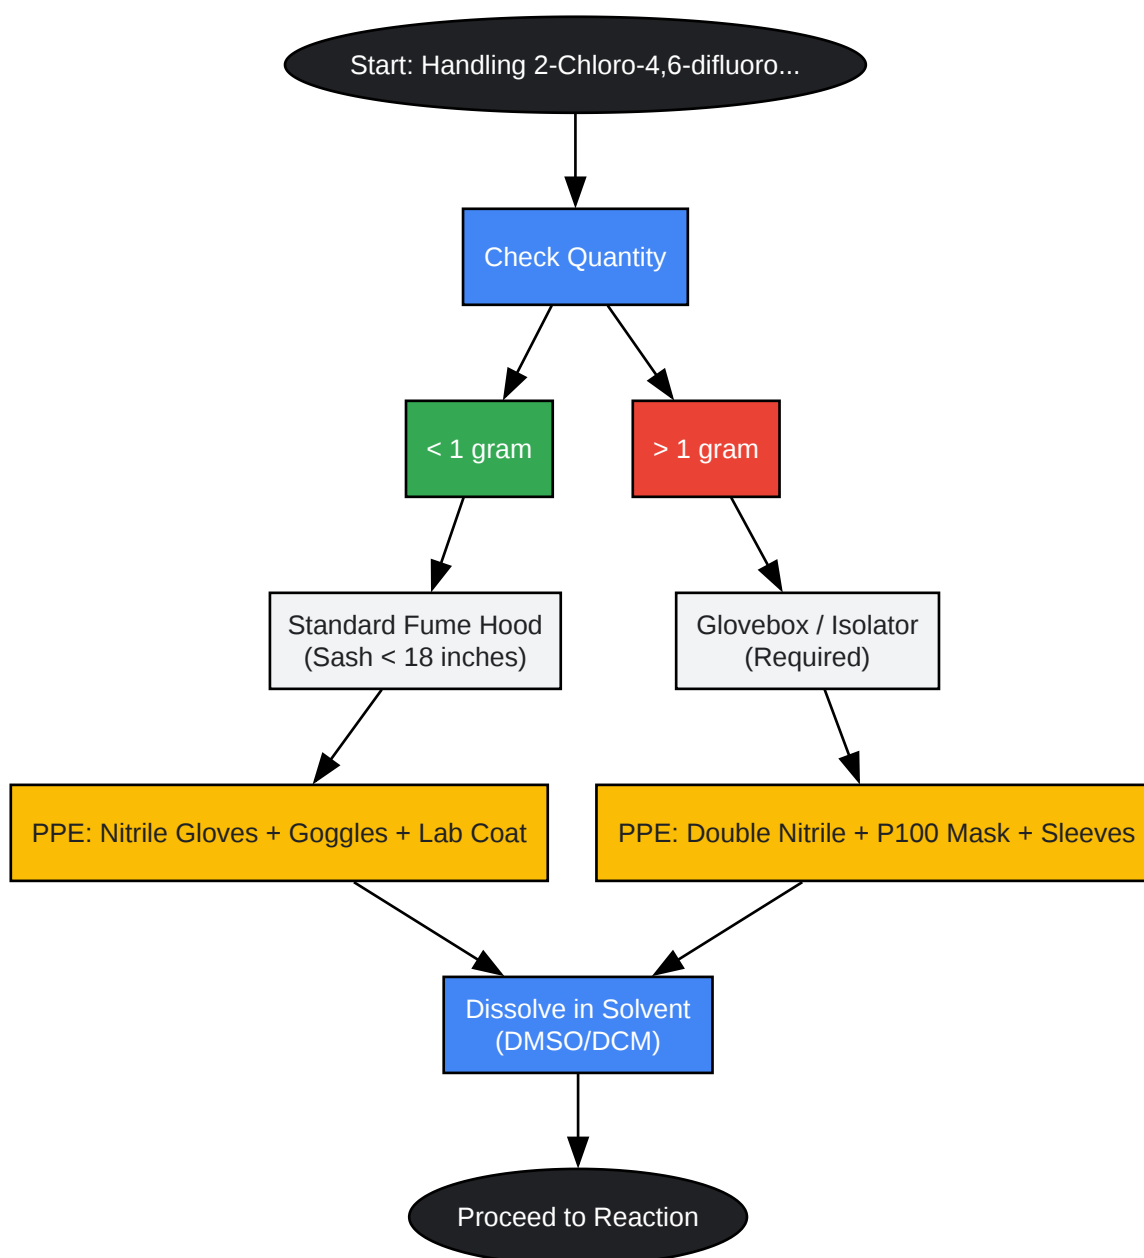 Start: Handling 2-Chloro-4,6-difluoro...
Check Quantity
< 1 gram
> 1 gram
Standard Fume Hood
(Sash < 18 inches)
Glovebox / Isolator
(Required)
PPE: Nitrile Gloves + Goggles + Lab Coat
PPE: Double Nitrile + P100 Mask + Sleeves
Dissolve in Solvent
(DMSO/DCM)
Proceed to Reaction